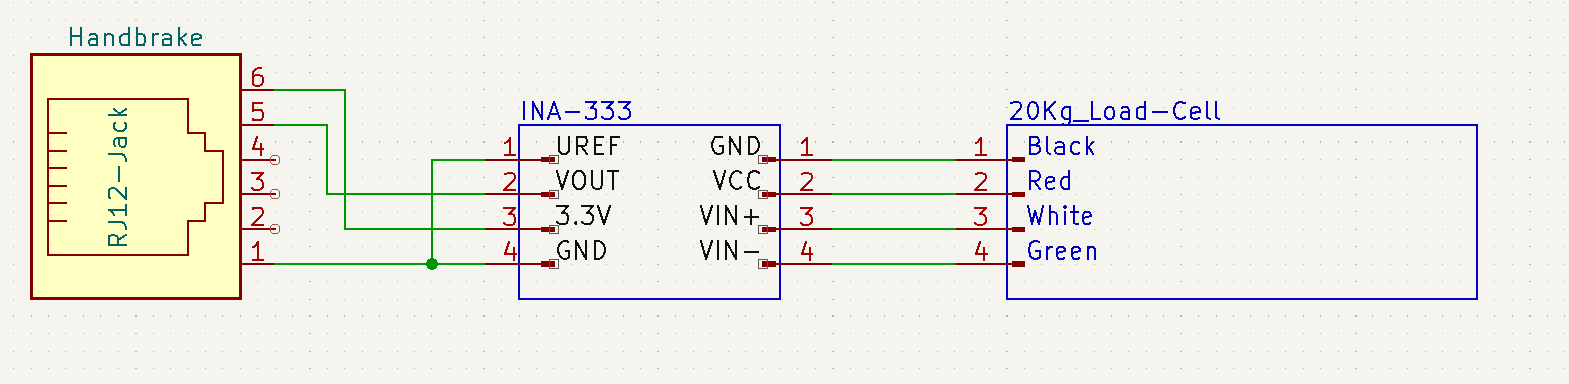 Handbrake
RJ12-Jack
6
5
4
3
2
1
INA-333
1 UREF GND 1
2 VOUT VCC 2
3 3.3V VIN+ 3
4 GND VIN- 4
20Kg_Load-Cell
1 Black
2 Red
3 White
4 Green